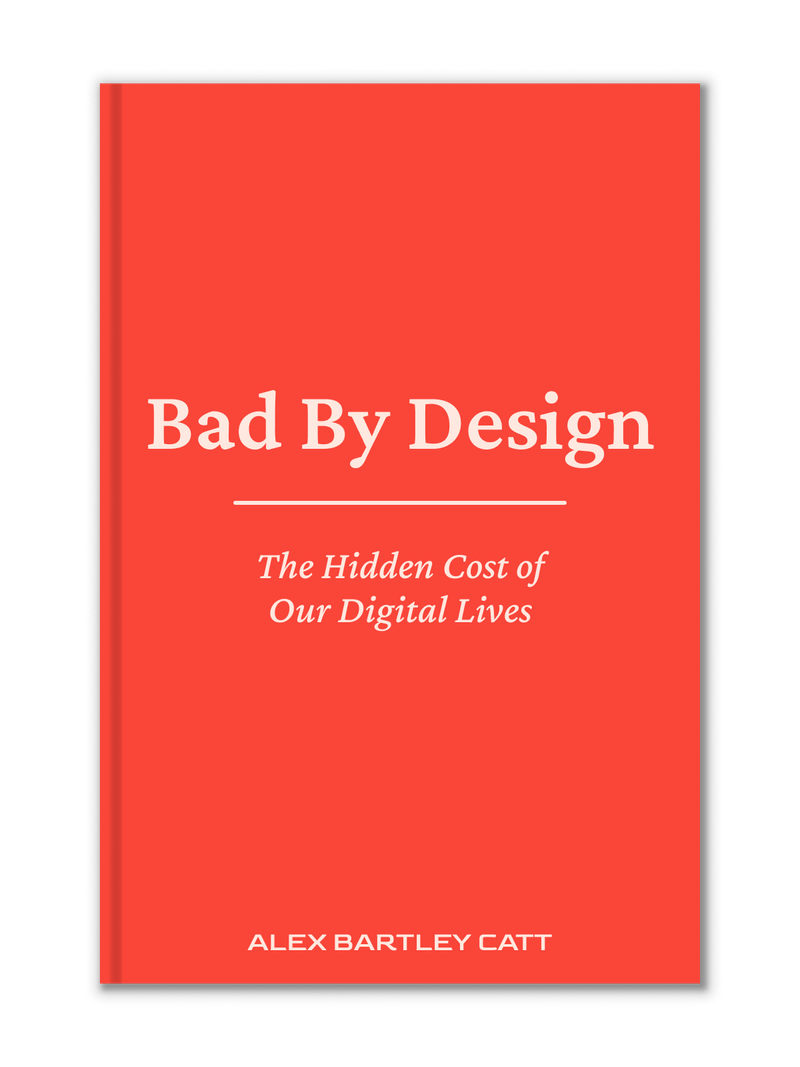 Bad By Design
The Hidden Cost of
Our Digital Lives
ALEX BARTLEY CATT